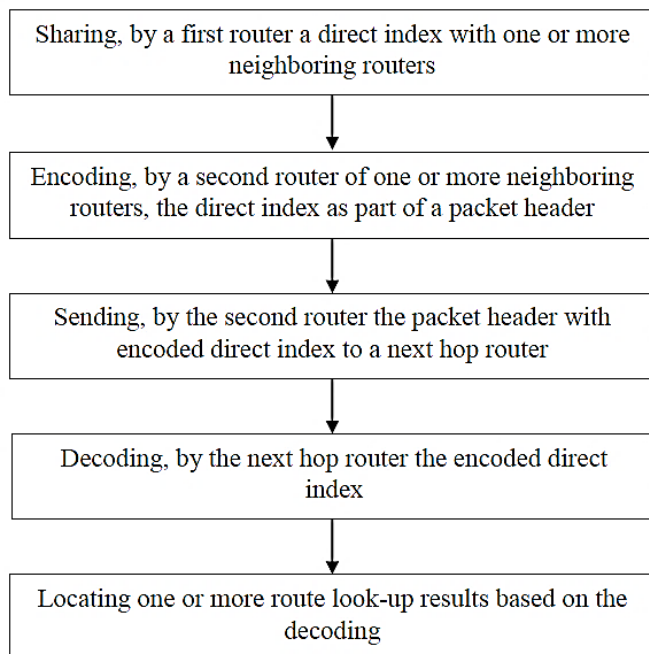 Sharing, by a first router a direct index with one or more
neighboring routers
Encoding, by a second router of one or more neighboring
routers, the direct index as part of a packet header
Sending, by the second router the packet header with
encoded direct index to a next hop router
Decoding, by the next hop router the encoded direct
index
Locating one or more route look-up results based on the
decoding